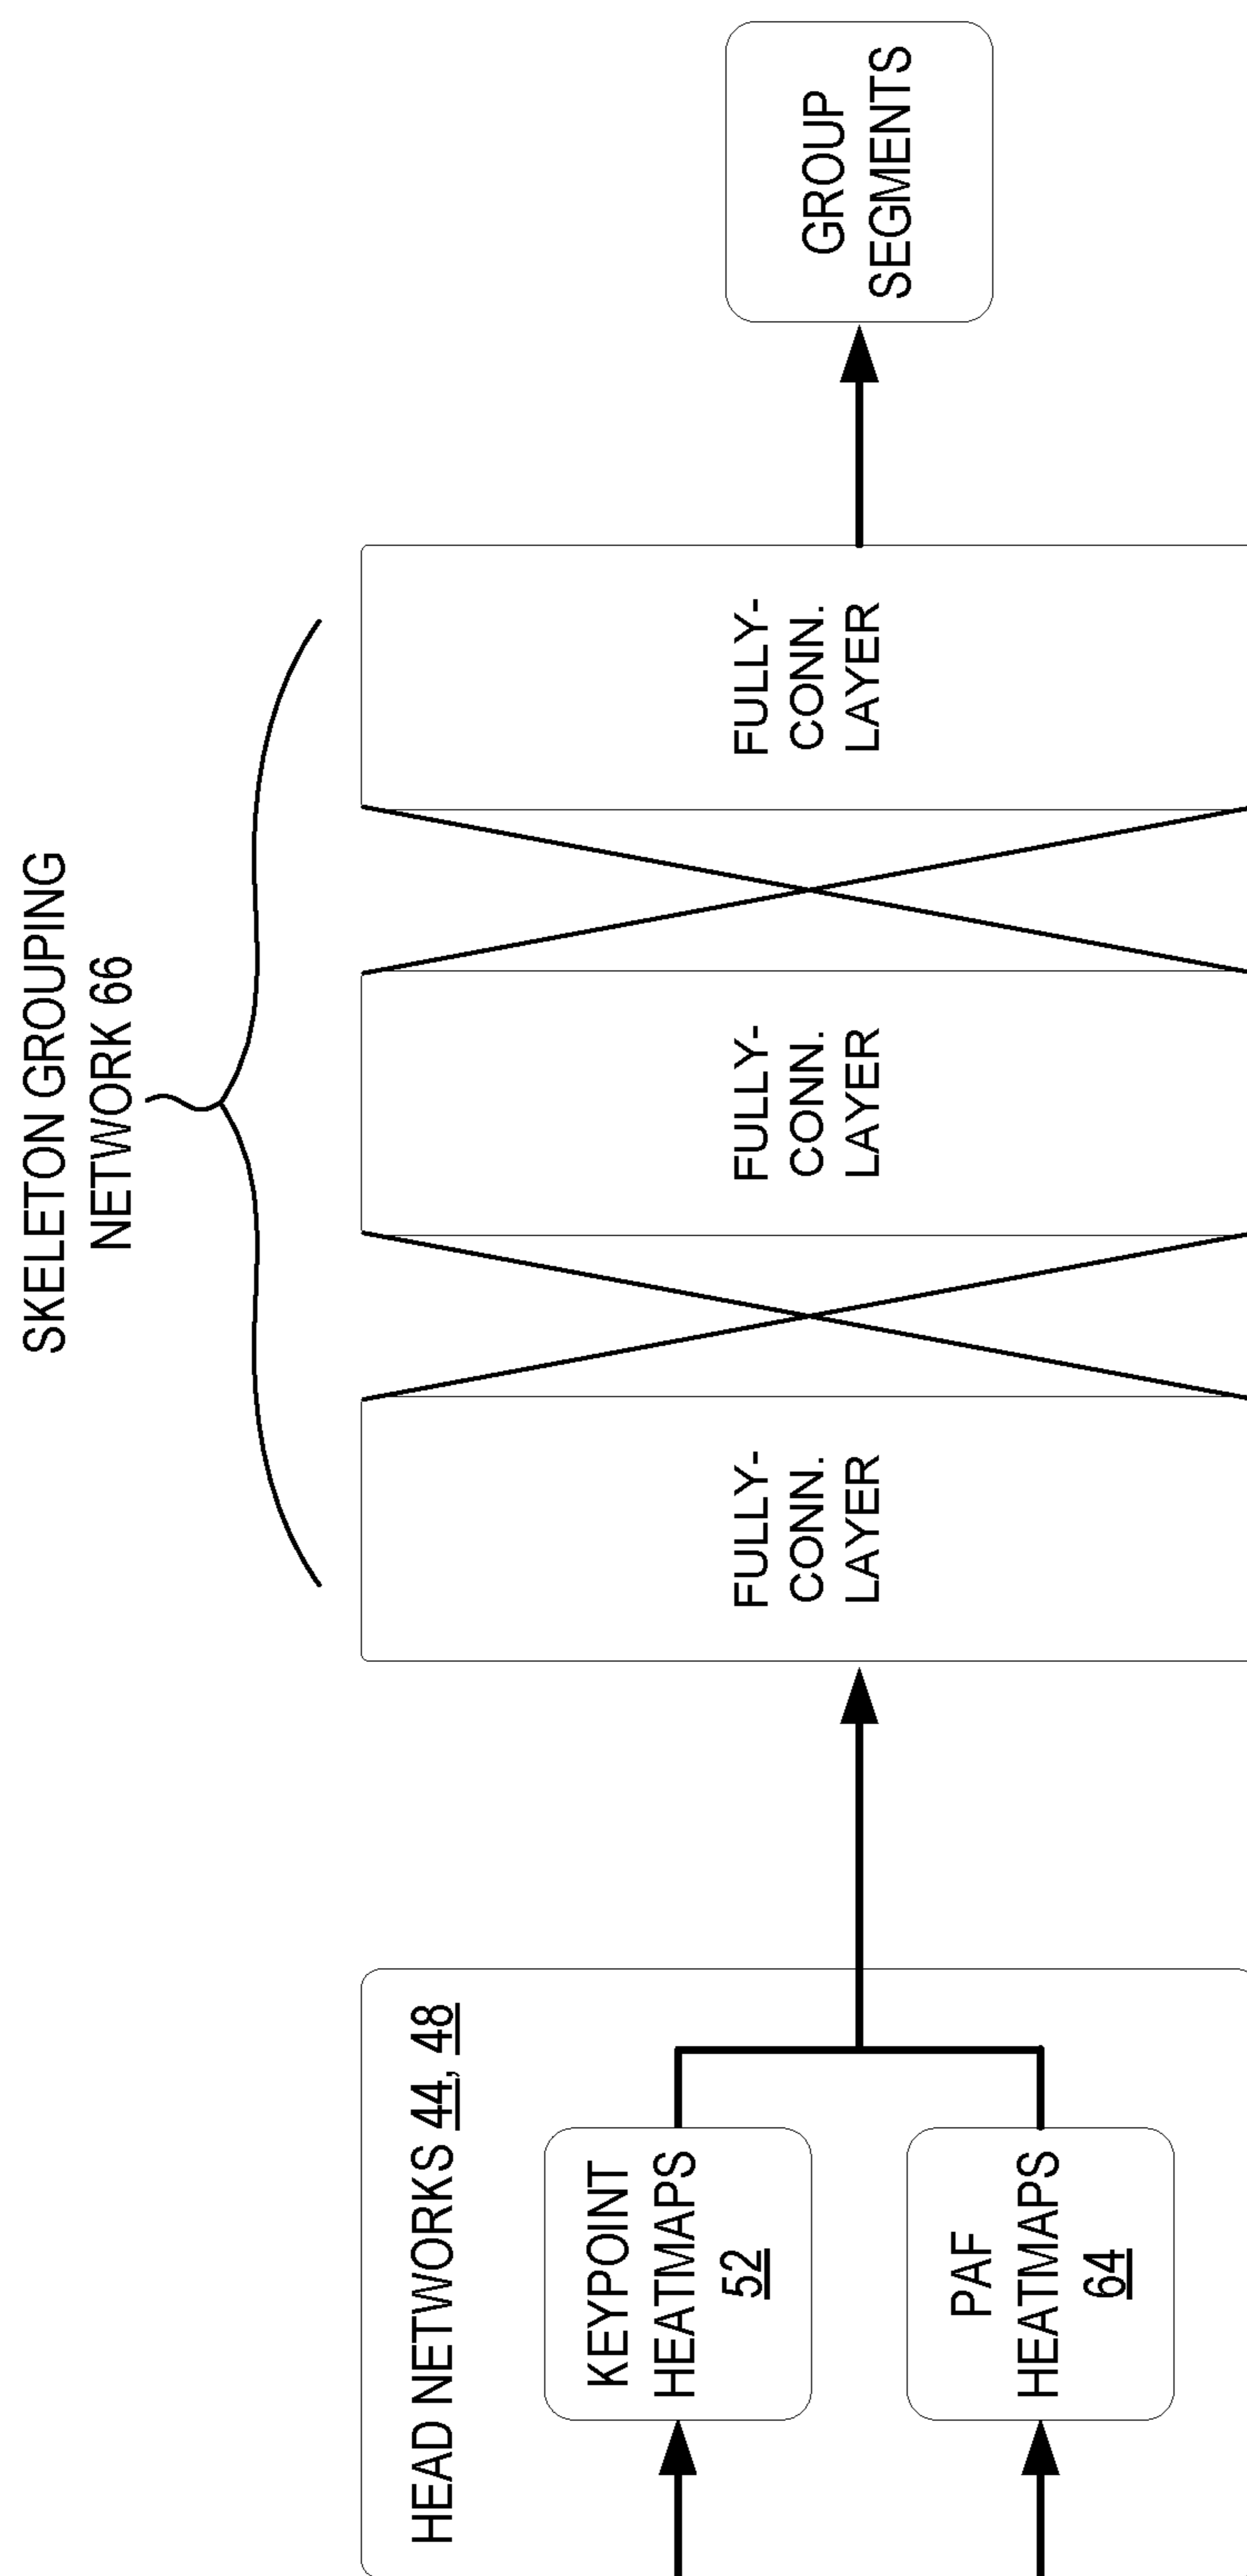 SKELETON GROUPING
NETWORK 66
HEAD NETWORKS 44, 48
KEYPOINT
HEATMAPS
52
PAF
HEATMAPS
64
FULLY-
CONN.
LAYER
FULLY-
CONN.
LAYER
FULLY-
CONN.
LAYER
GROUP
SEGMENTS